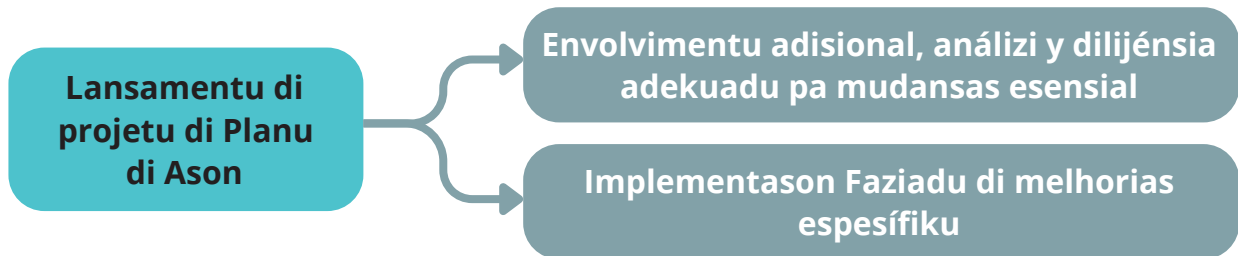 Lansamentu di
projetu di Planu
di Ason
Envolvimentu adisional, análizi y dilijénsia
adekuadu pa mudansas esensial
Implementason Faziadu di melhorias
espesífiku